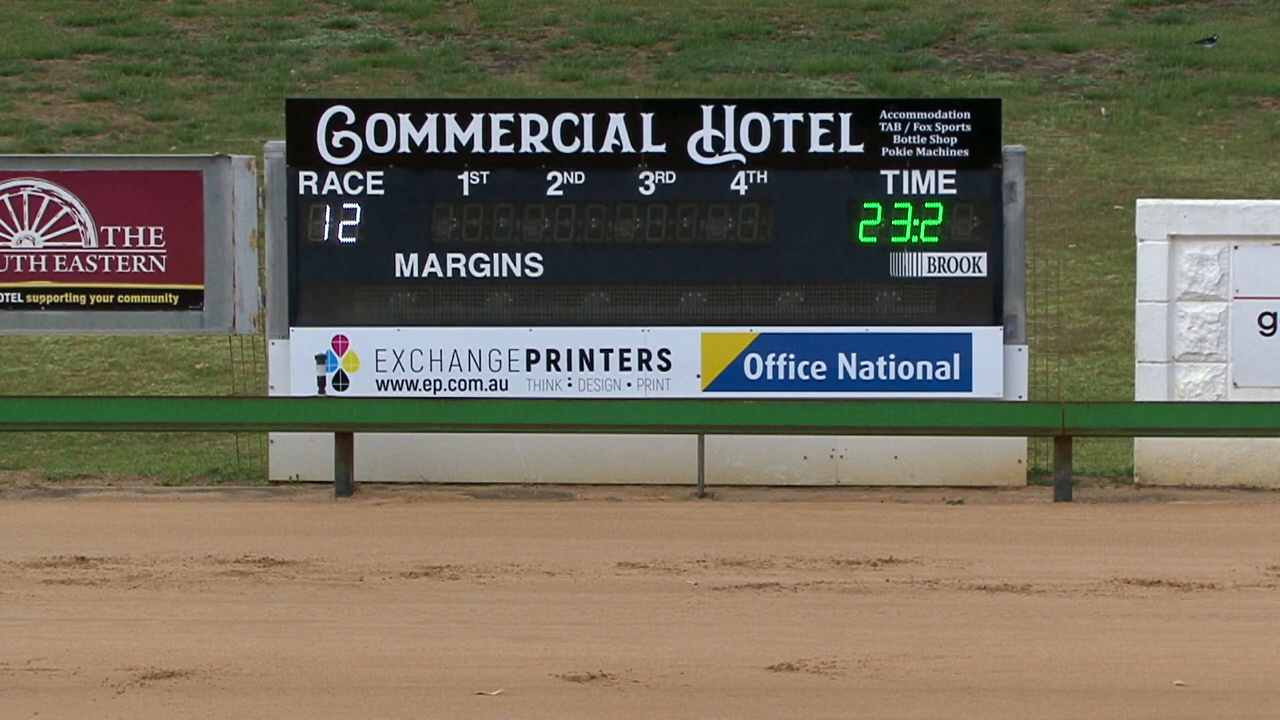 COMMERCIAL HOTEL
Accommodation
TAB / Fox Sports
Bottle Shop
Pokie Machines
RACE 1ST 2ND 3RD 4TH TIME
12 23:2
MARGINS
BROOK
THE
UTH EASTERN
OTEL supporting your community
EXCHANGEPRINTERS
www.ep.com.au THINK : DESIGN • PRINT
Office National
g